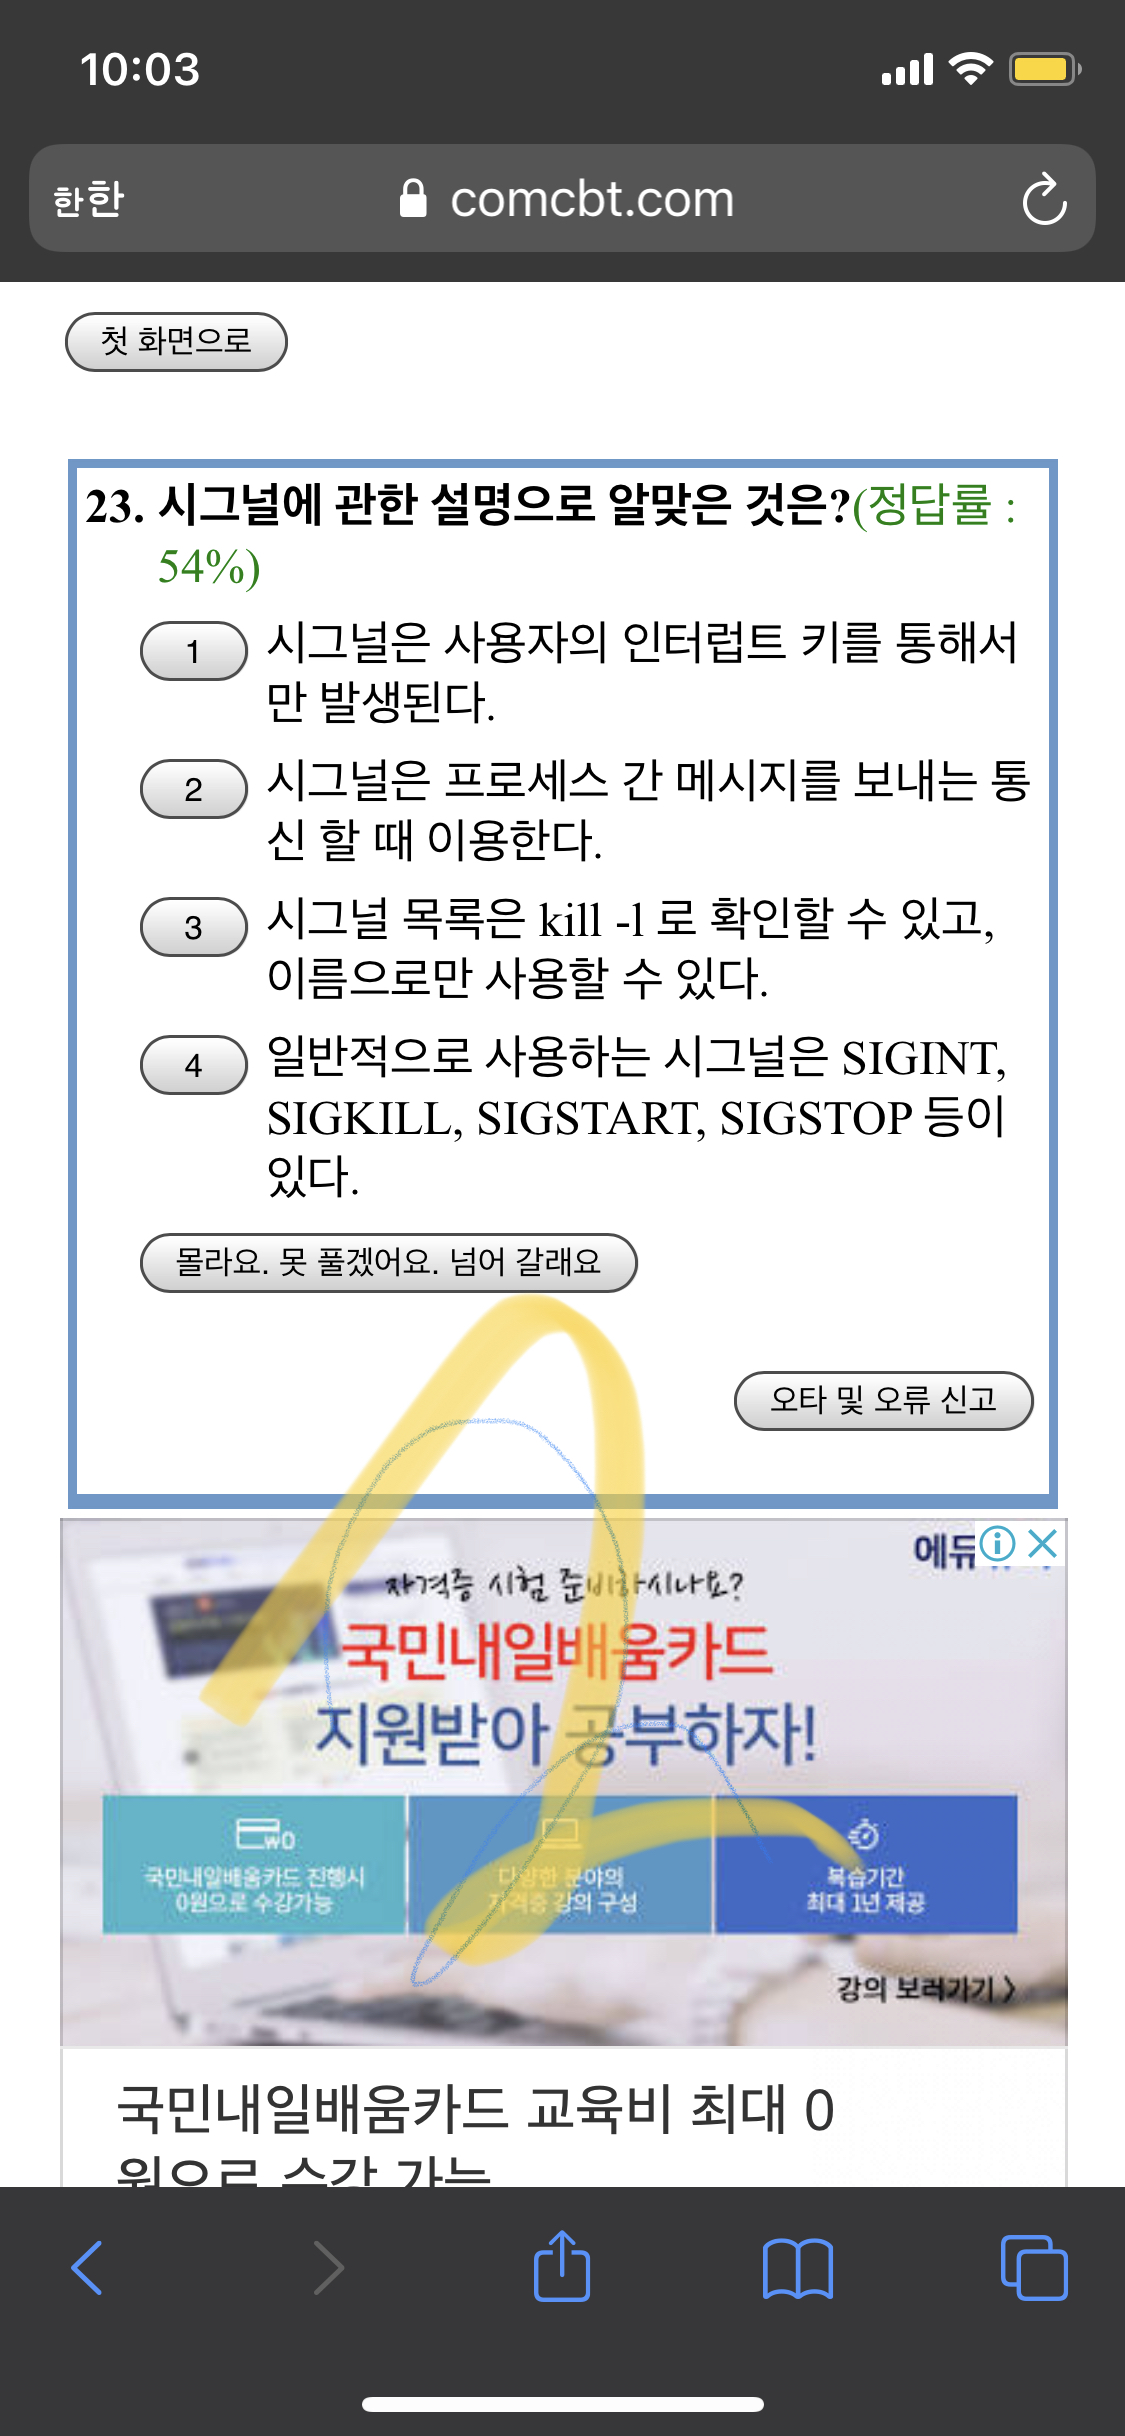 10:03
한한 comcbt.com
첫 화면으로
23. 시그널에 관한 설명으로 알맞은 것은?(정답률 :
54%)
1 시그널은 사용자의 인터럽트 키를 통해서
만 발생된다.
2 시그널은 프로세스 간 메시지를 보내는 통
신 할 때 이용한다.
3 시그널 목록은 kill -l 로 확인할 수 있고,
이름으로만 사용할 수 있다.
4 일반적으로 사용하는 시그널은 SIGINT,
SIGKILL, SIGSTART, SIGSTOP 등이
있다.
몰라요. 못 풀겠어요. 넘어 갈래요
오타 및 오류 신고
2
자격증 시험 준비하시나요?
국민내일배움카드
지원받아 공부하자!
국민내일배움카드 진행시
0원으로 수강가능
다양한 분야의
자격증 강의 구성
복습기간
최대 1년 제공
강의 보러가기 〉
국민내일배움카드 교육비 최대 0
원으로 수강 가능